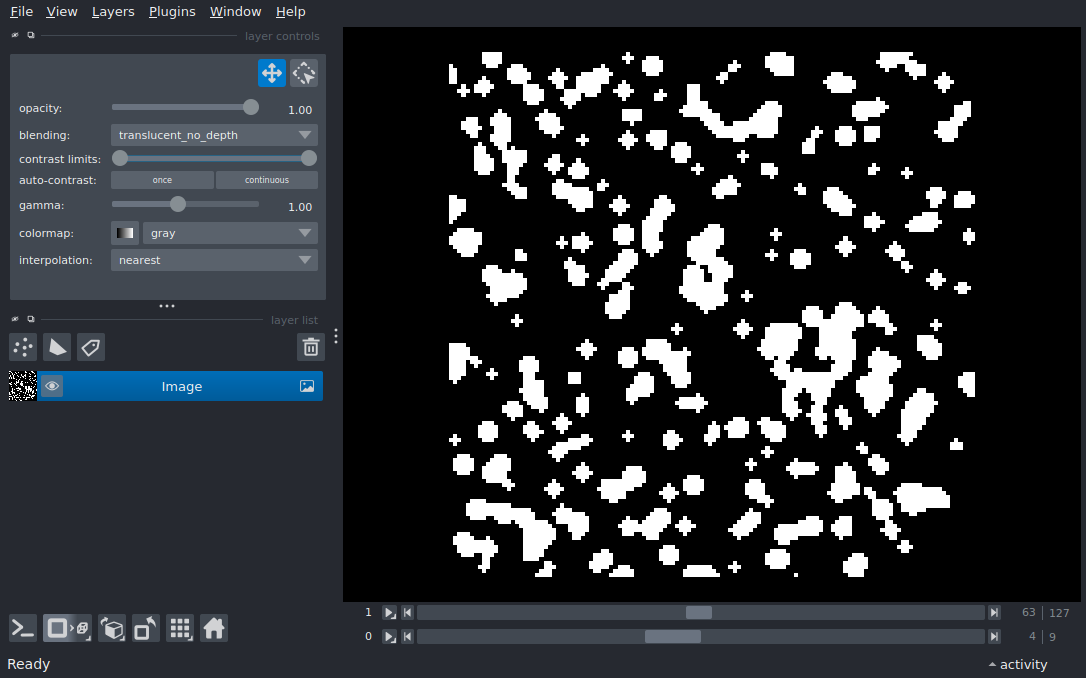 File View Layers Plugins Window Help
layer controls
opacity: 1.00
blending: translucent_no_depth
contrast limits:
auto-contrast: once continuous
gamma: 1.00
colormap: gray
interpolation: nearest
layer list
Image
1 63 127
0 4 9
Ready activity